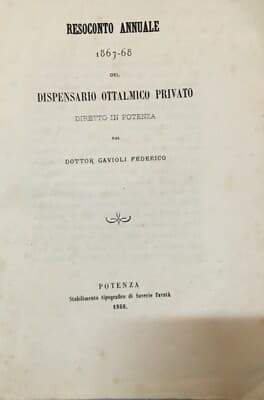 RESOCONTO ANNUALE
1867-68
DEL
DISPENSARIO OTTALMICO PRIVATO
DIRETTO IN POTENZA
DAL
DOTTOR GAVIOLI FEDERICO
POTENZA
Stabilimento tipografico di Saverio Favatà
1868.